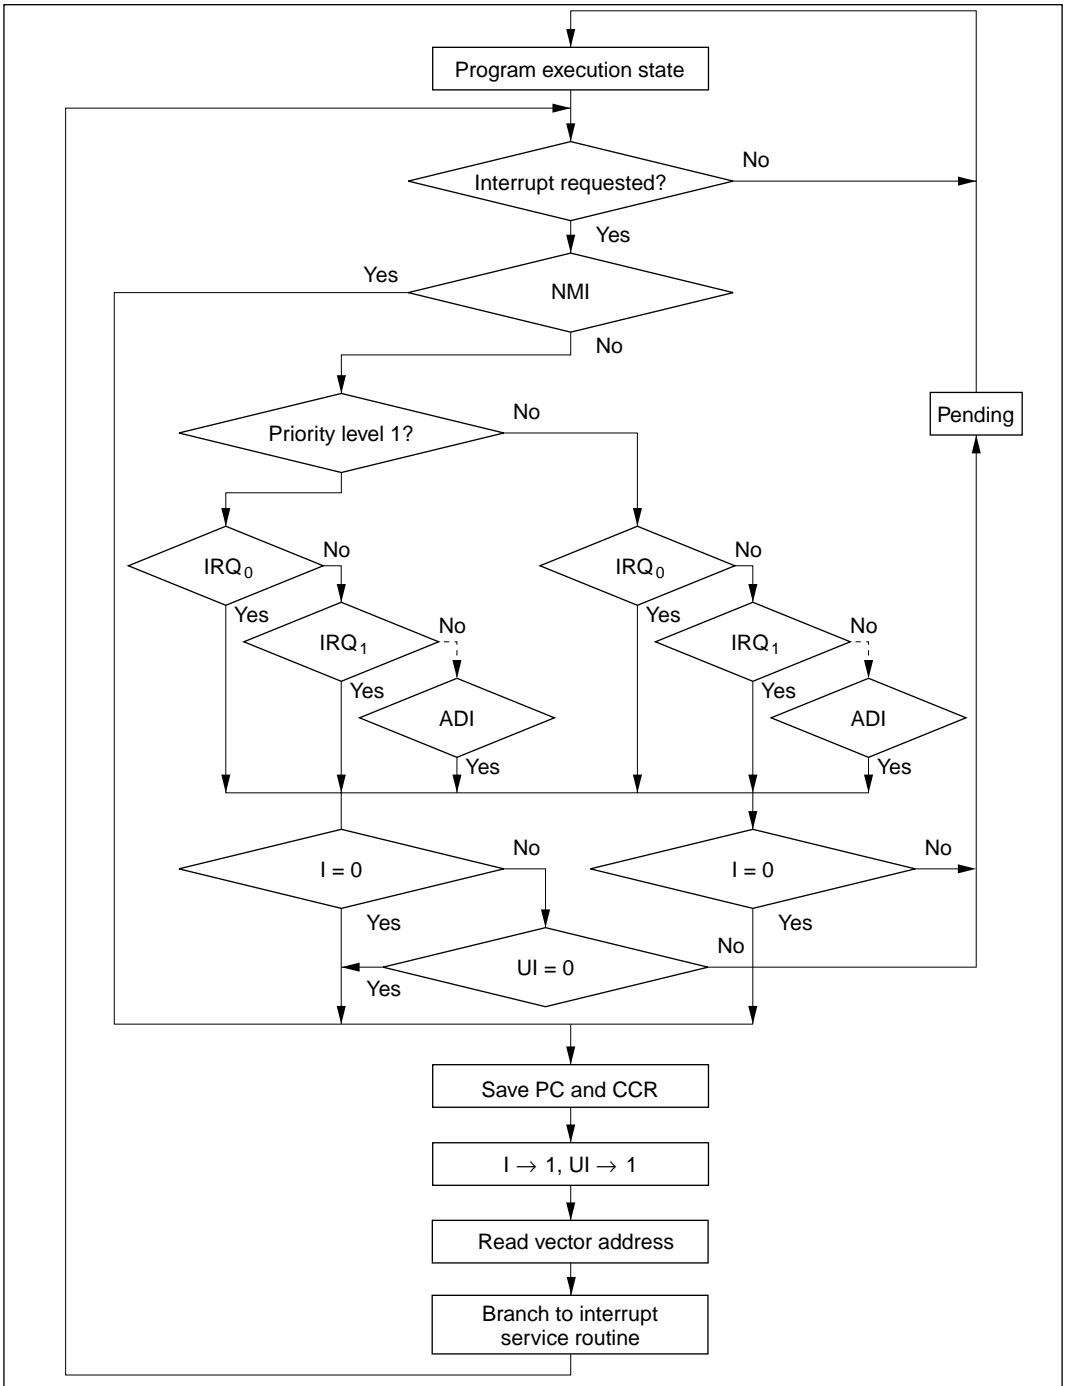 Program execution state
No
Interrupt requested?
Yes
Yes
NMI
No
No
Pending
Priority level 1?
No
No
IRQ0
IRQ0
Yes
No
Yes
No
IRQ1
IRQ1
Yes
Yes
ADI
ADI
Yes
Yes
No
No
I = 0
I = 0
Yes
Yes
No
UI = 0
Yes
Save PC and CCR
I → 1, UI → 1
Read vector address
Branch to interrupt
service routine